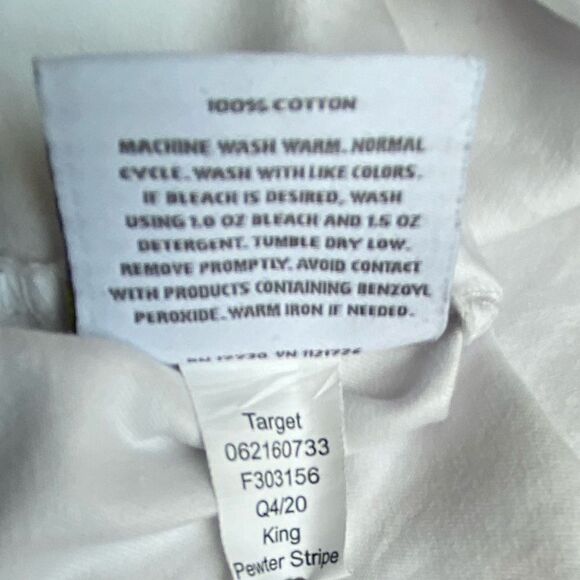 100% COTTON
MACHINE WASH WARM. NORMAL
CYCLE. WASH WITH LIKE COLORS.
IF BLEACH IS DESIRED, WASH
USING 1.0 OZ BLEACH AND 1.5 OZ
DETERGENT. TUMBLE DRY LOW.
REMOVE PROMPTLY. AVOID CONTACT
WITH PRODUCTS CONTAINING BENZOYL
PEROXIDE. WARM IRON IF NEEDED.
Target
062160733
F303156
Q4/20
King
Pewter Stripe